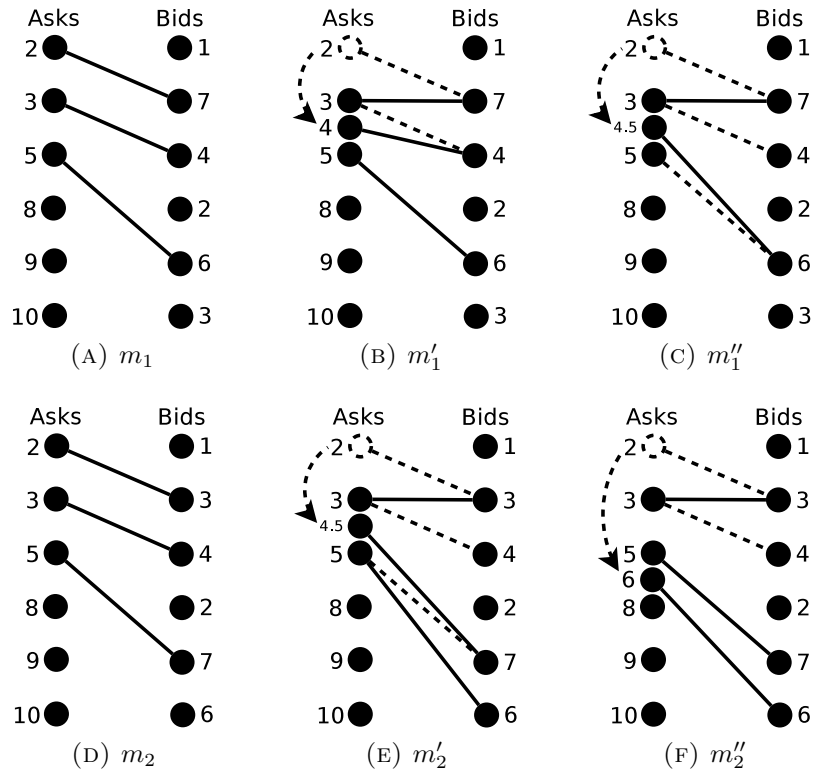 Asks Bids Asks Bids Asks Bids
2 1 2 1 2 1
3 7 3 7 3 7
4 4.5
5 4 5 4 5 4
8 2 8 2 8 2
9 6 9 6 9 6
10 3 10 3 10 3
(A) m₁ (B) m₁′ (C) m₁″
Asks Bids Asks Bids Asks Bids
2 1 2 1 2 1
3 3 3 3 3 3
4.5
5 4 5 4 5 4
6
8 2 8 2 8 2
9 7 9 7 9 7
10 6 10 6 10 6
(D) m₂ (E) m₂′ (F) m₂″